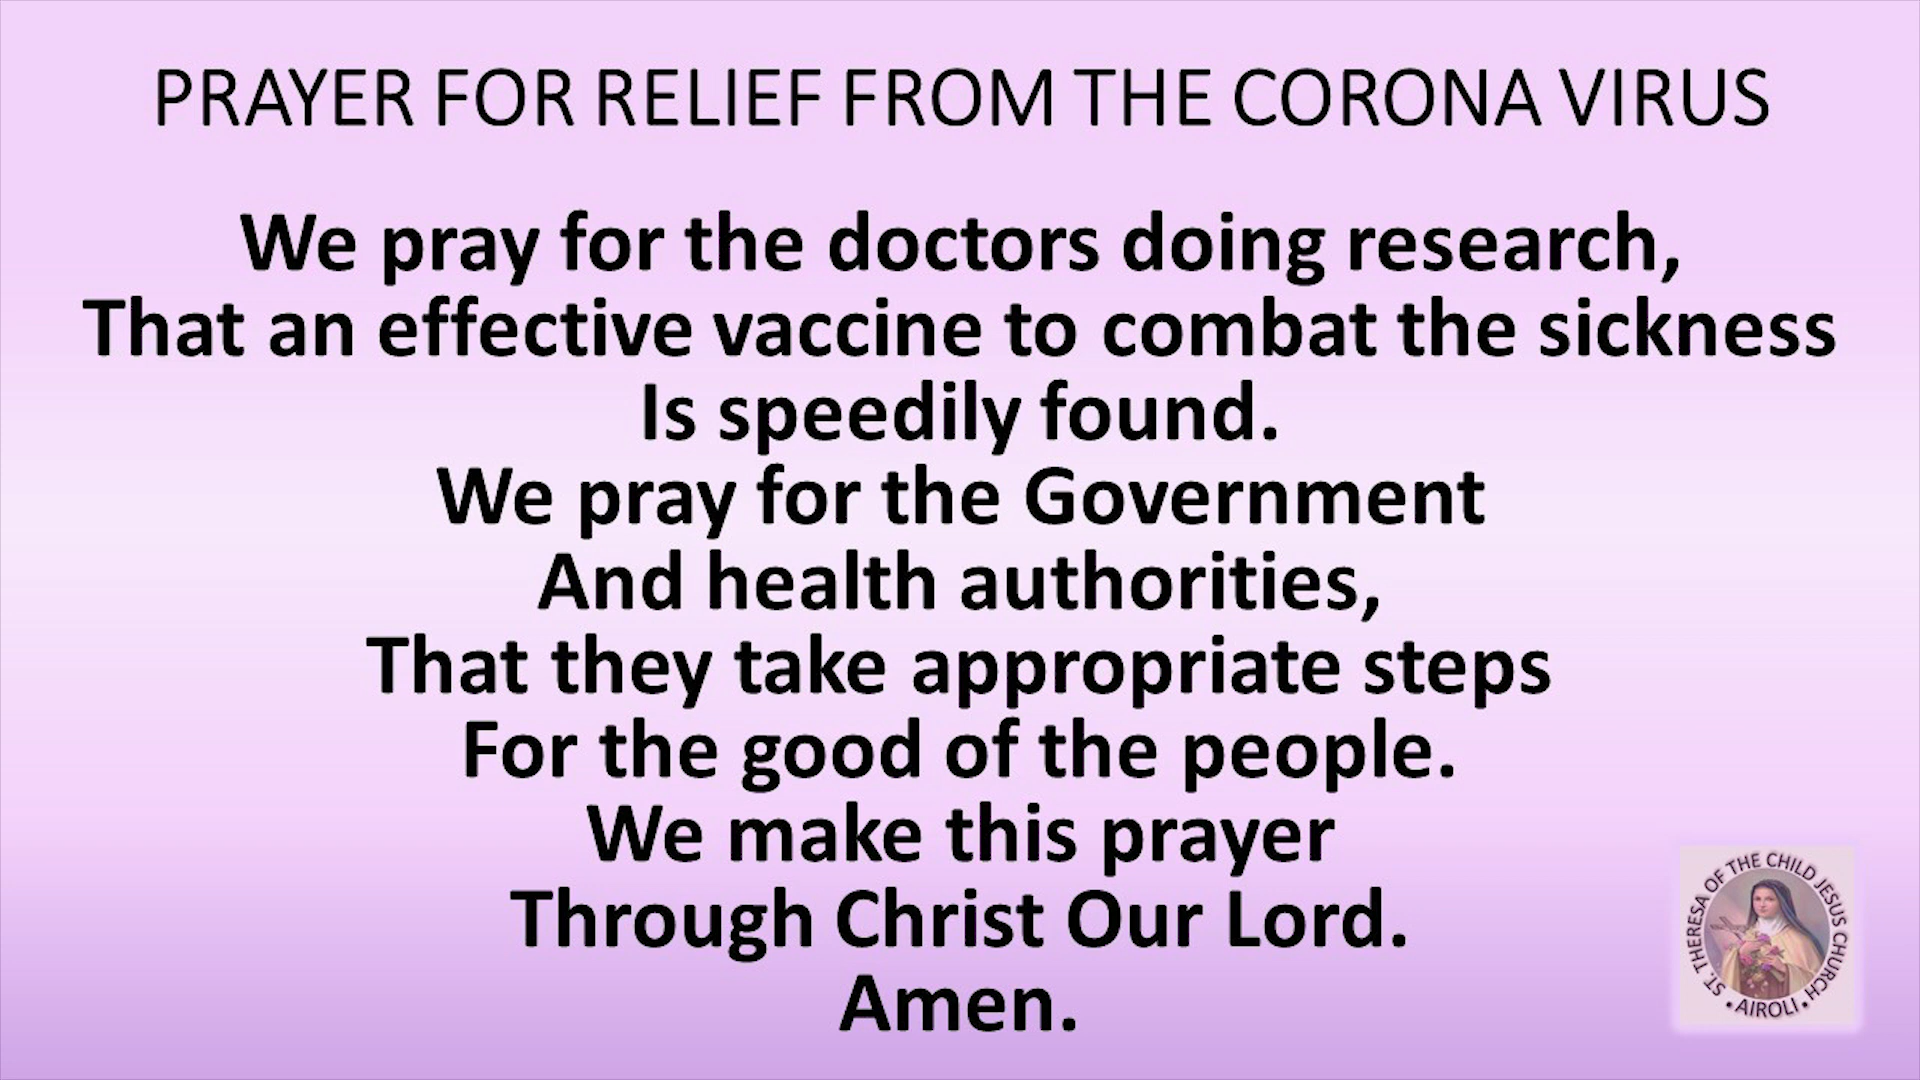 PRAYER FOR RELIEF FROM THE CORONA VIRUS
We pray for the doctors doing research,
That an effective vaccine to combat the sickness
Is speedily found.
We pray for the Government
And health authorities,
That they take appropriate steps
For the good of the people.
We make this prayer
Through Christ Our Lord.
Amen.
ST. THERESA OF THE CHILD JESUS CHURCH
• AIROLI •